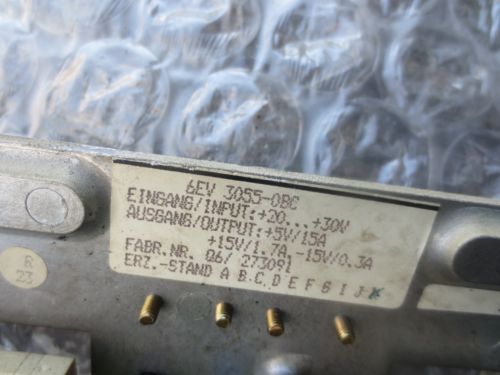 6EV 3055-0BC
EINGANG/INPUT:+20...+30W
AUSGANG/OUTPUT:+5V/15A
+15V/1.7A,-15V/0.3A
FABR.NR. Q6/ 273091
ERZ.-STAND A B.C,D E F G I J
R
23